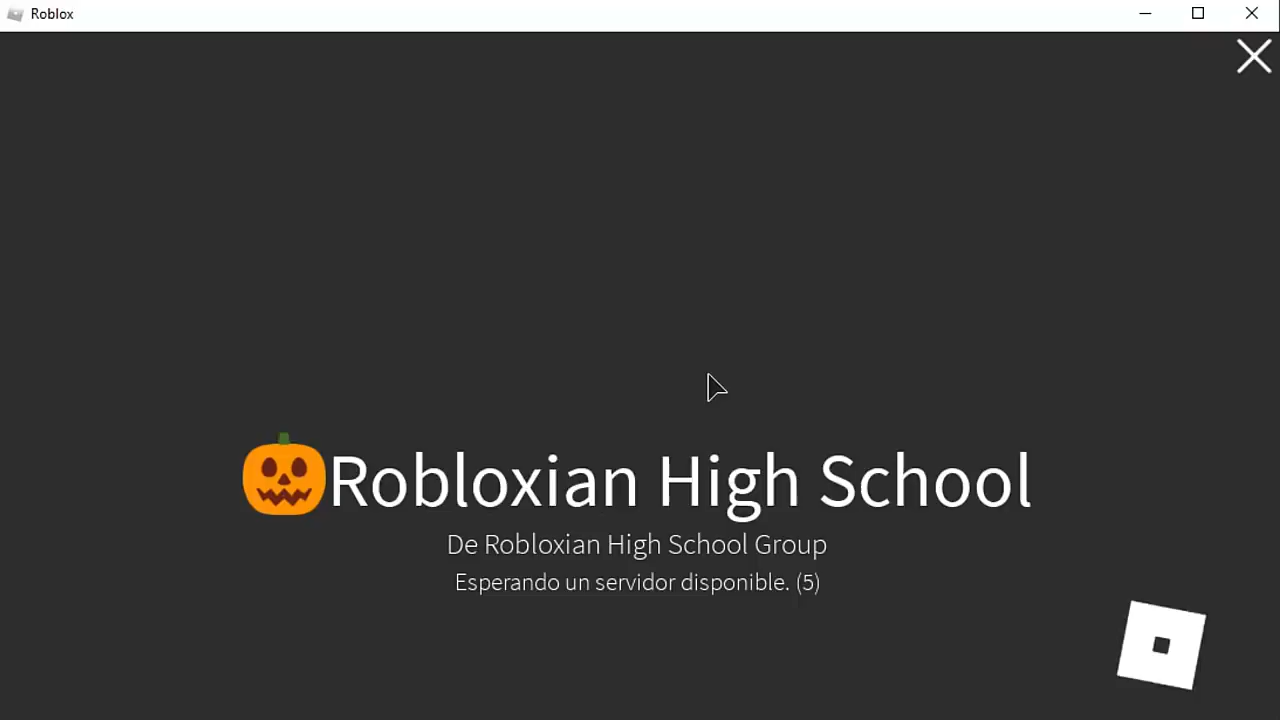 Roblox
🎃Robloxian High School
De Robloxian High School Group
Esperando un servidor disponible. (5)